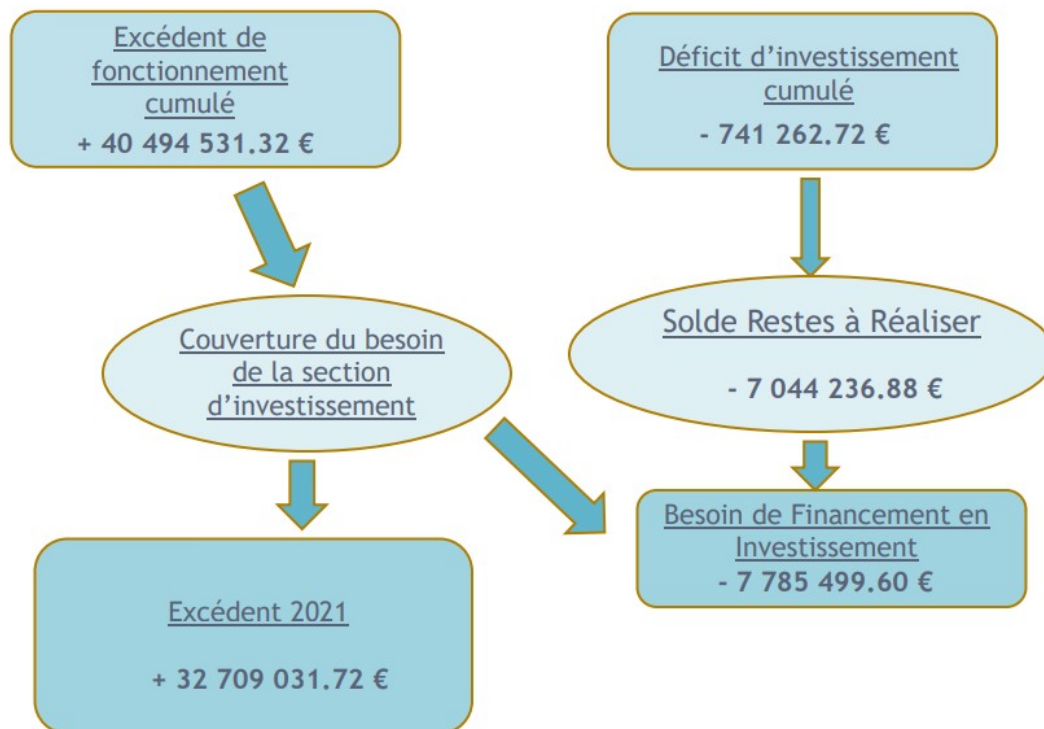 Excédent de
fonctionnement
cumulé
+ 40 494 531.32 €
Déficit d’investissement
cumulé
- 741 262.72 €
Couverture du besoin
de la section
d’investissement
Solde Restes à Réaliser
- 7 044 236.88 €
Besoin de Financement en
Investissement
- 7 785 499.60 €
Excédent 2021
+ 32 709 031.72 €